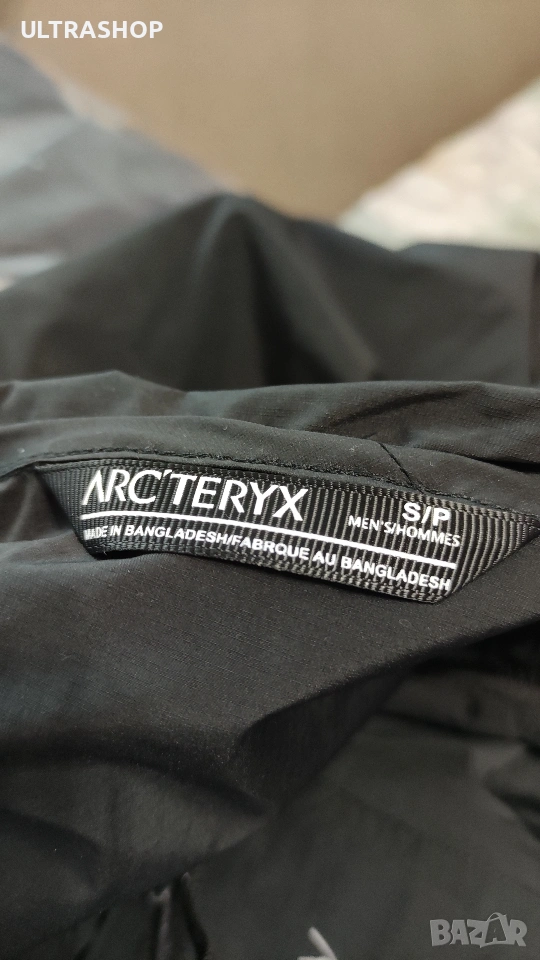 ULTRASHOP
ARC'TERYX
S/P
MEN'S/HOMMES
MADE IN BANGLADESH/FABRIQUE AU BANGLADESH
BAZAR